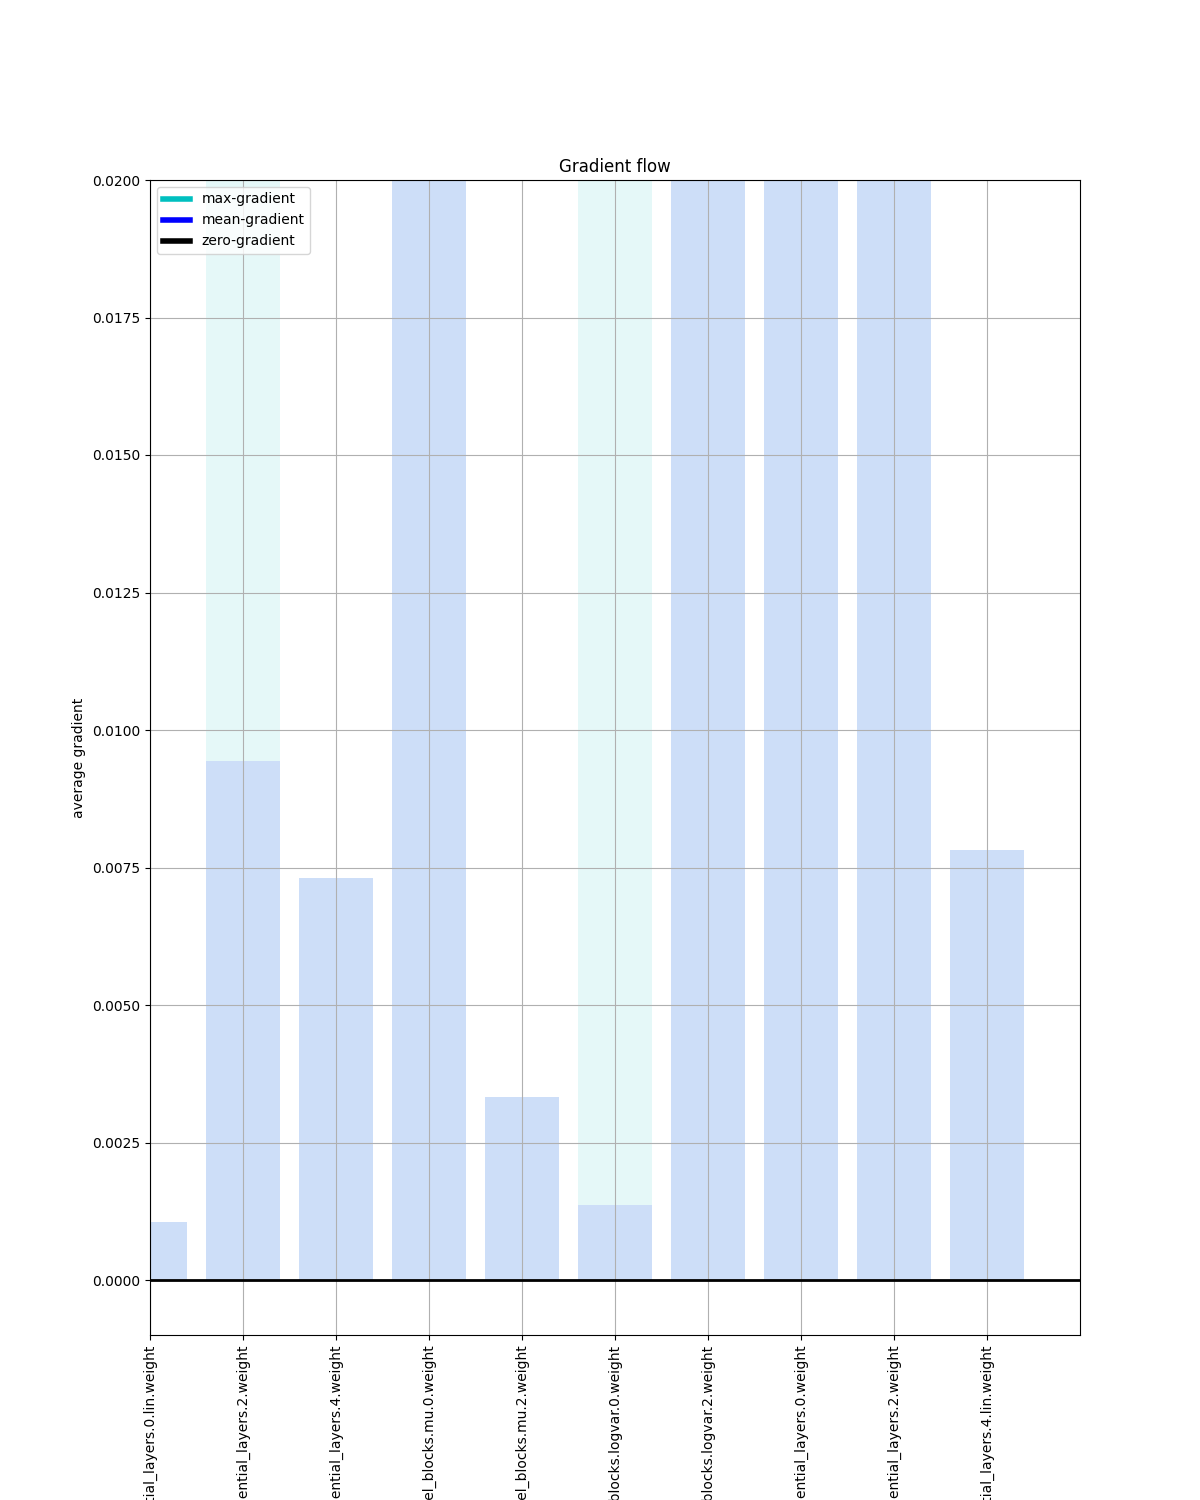 Gradient flow
max-gradient
mean-gradient
zero-gradient
0.0200
0.0175
0.0150
0.0125
0.0100
0.0075
0.0050
0.0025
0.0000
average gradient
tial_layers.0.lin.weight
ential_layers.2.weight
ential_layers.4.weight
el_blocks.mu.0.weight
el_blocks.mu.2.weight
blocks.logvar.0.weight
blocks.logvar.2.weight
ential_layers.0.weight
ential_layers.2.weight
tial_layers.4.lin.weight